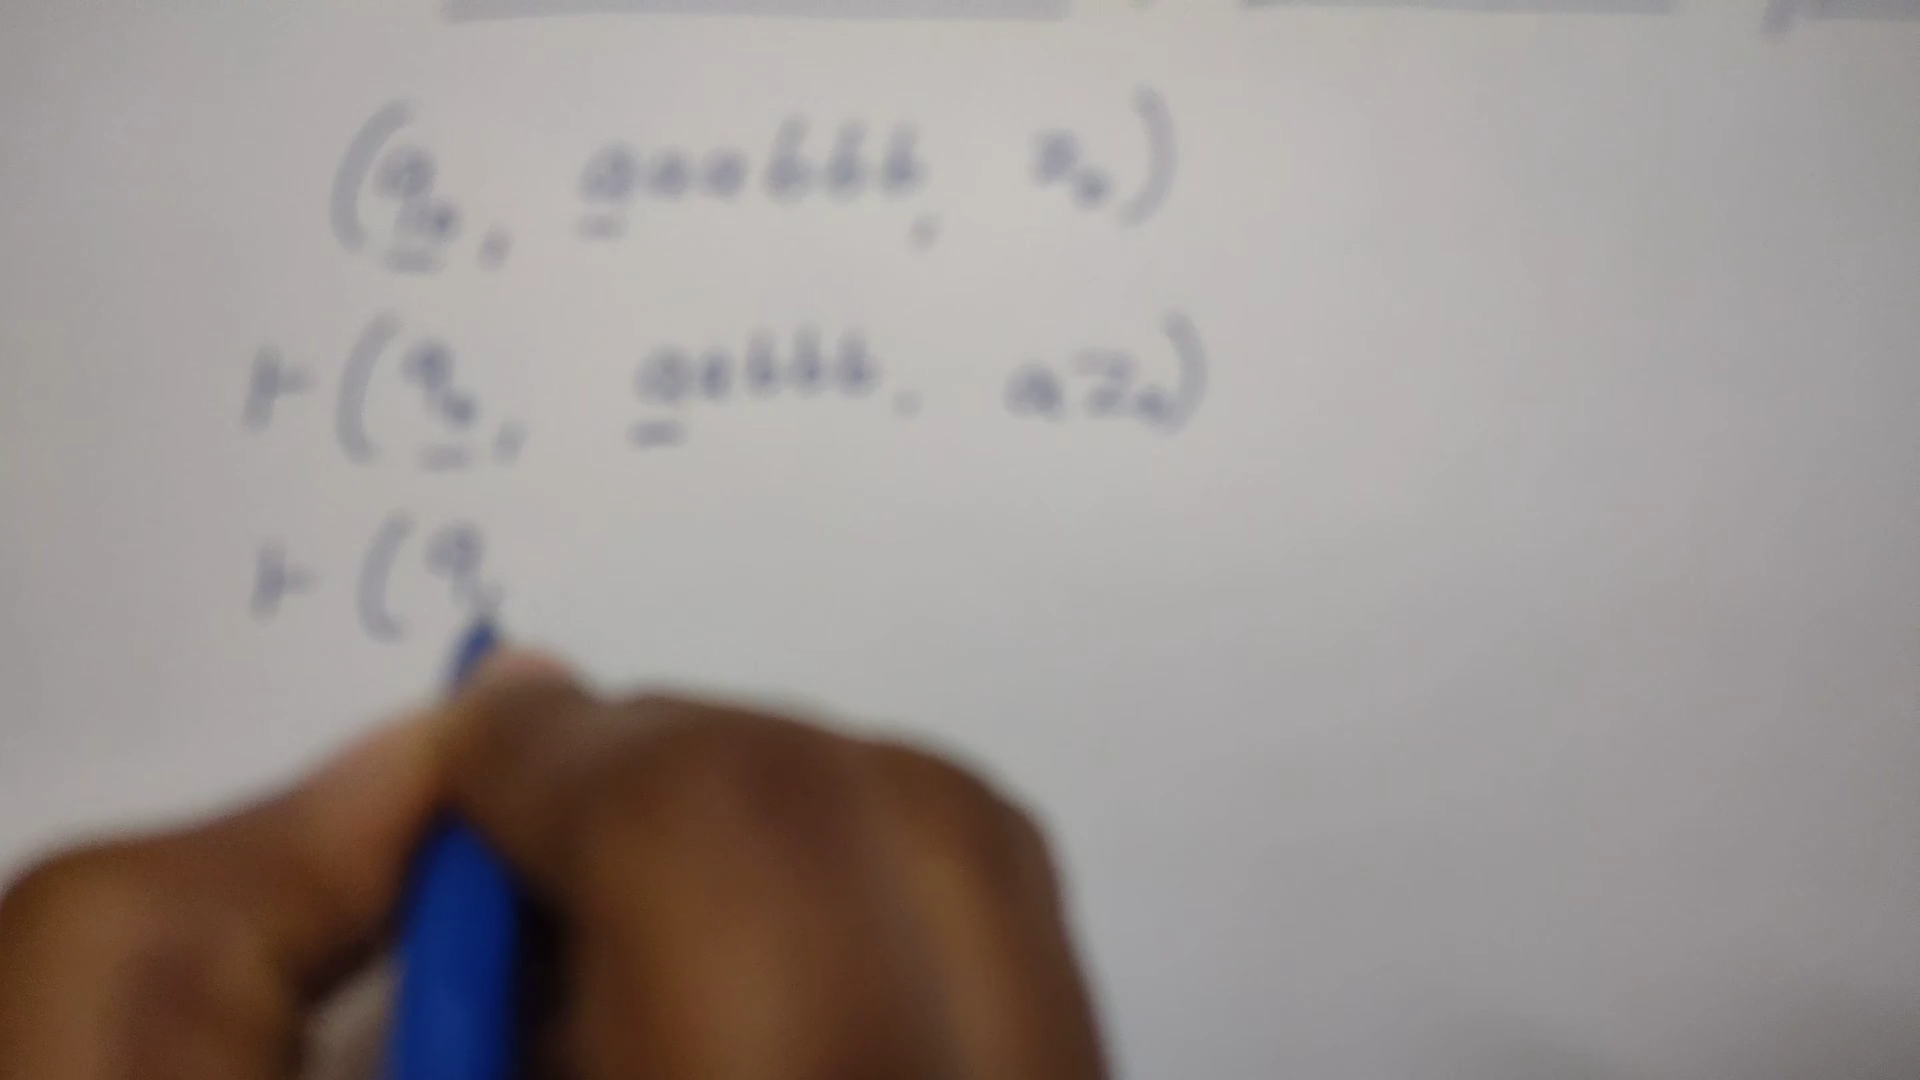 (q₀, aaabbb, z₀)
⊢ (q₀, aabbb, az₀)
⊢ (q